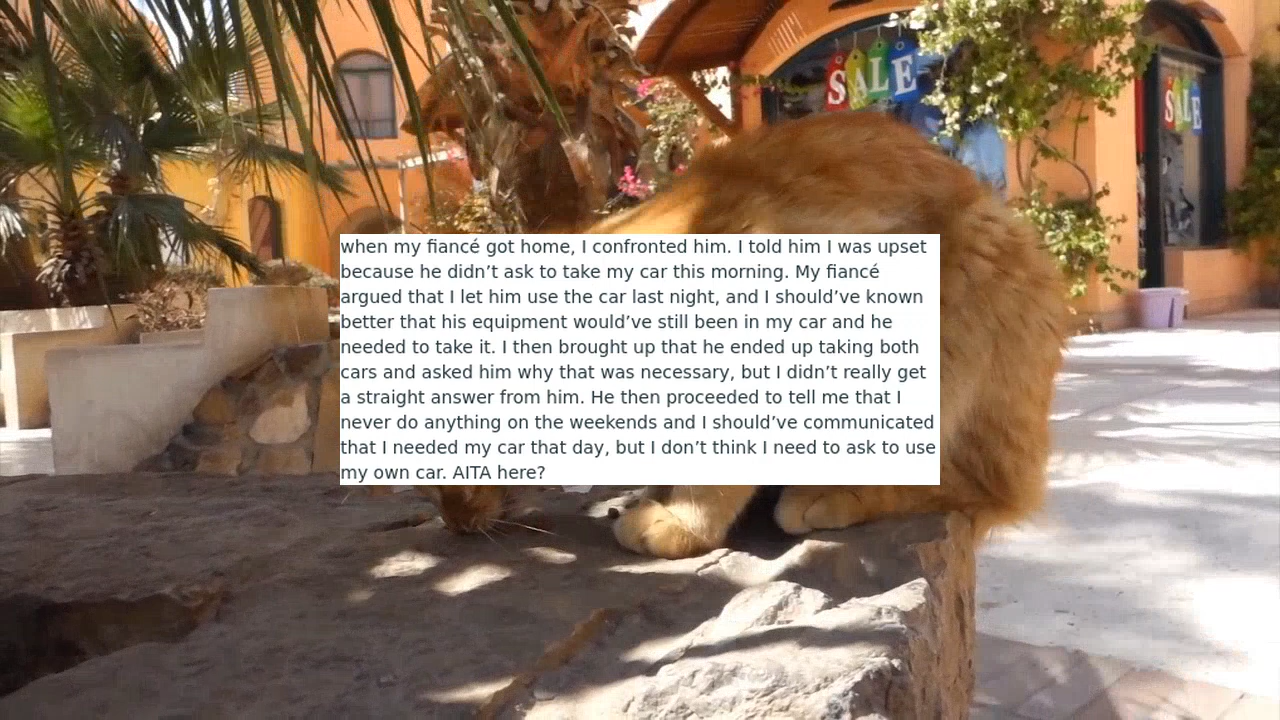 SALE
SALE
when my fiancé got home, I confronted him. I told him I was upset
because he didn’t ask to take my car this morning. My fiancé
argued that I let him use the car last night, and I should’ve known
better that his equipment would’ve still been in my car and he
needed to take it. I then brought up that he ended up taking both
cars and asked him why that was necessary, but I didn’t really get
a straight answer from him. He then proceeded to tell me that I
never do anything on the weekends and I should’ve communicated
that I needed my car that day, but I don’t think I need to ask to use
my own car. AITA here?